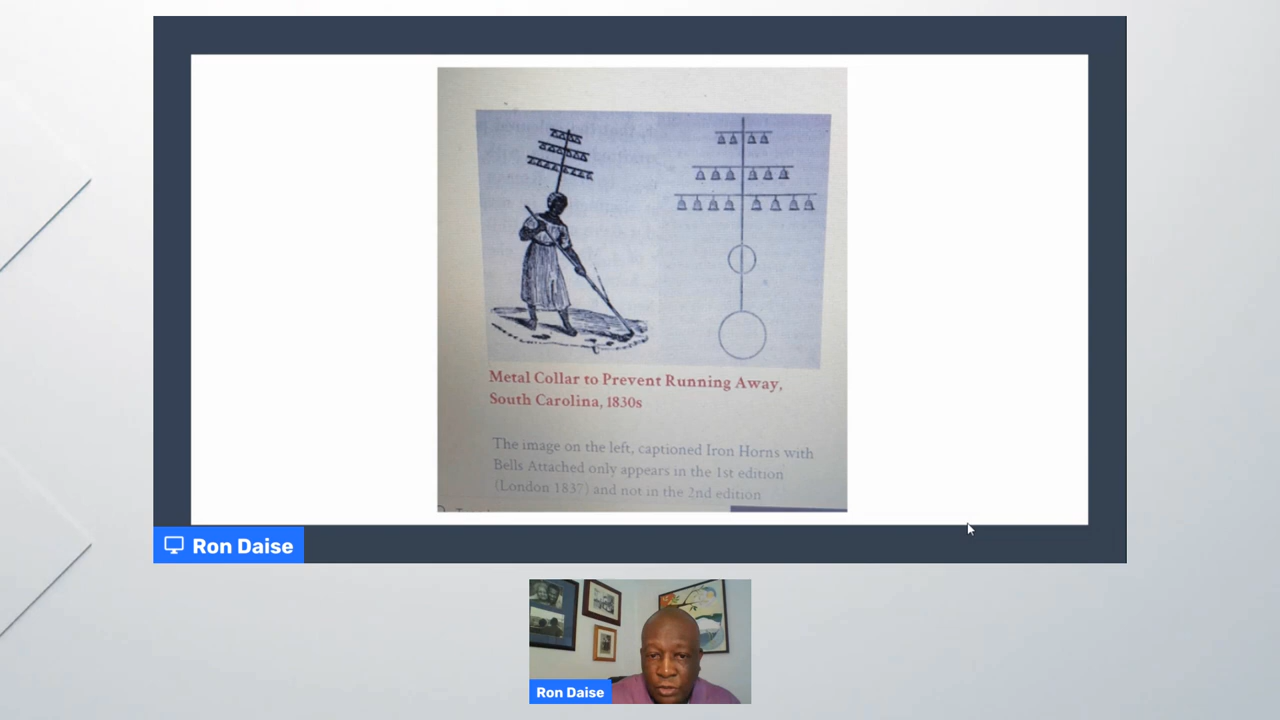 Metal Collar to Prevent Running Away,
South Carolina, 1830s
The image on the left, captioned Iron Horns with
Bells Attached only appears in the 1st edition
(London 1837) and not in the 2nd edition
Ron Daise
Ron Daise